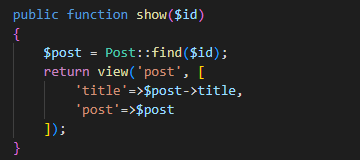 public function show($id)
{
    $post = Post::find($id);
    return view('post', [
        'title'=>$post->title,
        'post'=>$post
    ]);
}